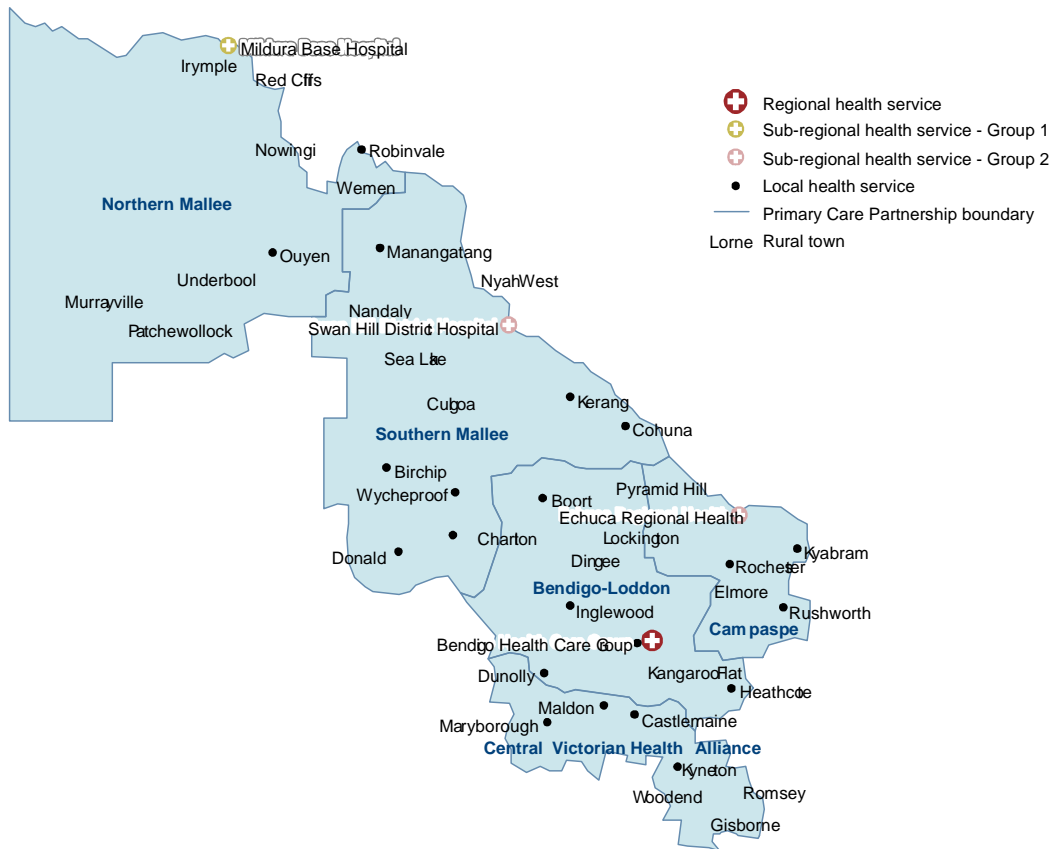 Mildura Base Hospital
Irymple
Red Cliffs
Regional health service
Sub-regional health service - Group 1
Sub-regional health service - Group 2
Local health service
Primary Care Partnership boundary
Lorne Rural town
Nowingi
Robinvale
Wemen
Northern Mallee
Manangatang
Ouyen
Underbool
Nyah West
Murrayville
Nandaly
Patchewollock
Swan Hill District Hospital
Sea Lake
Kerang
Culgoa
Cohuna
Southern Mallee
Birchip
Wycheproof
Pyramid Hill
Boort
Echuca Regional Health
Charlton
Lockington
Donald
Dingee
Kyabram
Rochester
Bendigo-Loddon
Elmore
Inglewood
Rushworth
Campaspe
Bendigo Health Care Group
Dunolly
Kangaroo Flat
Heathcote
Maldon
Castlemaine
Maryborough
Central Victorian Health Alliance
Kyneton
Woodend
Romsey
Gisborne